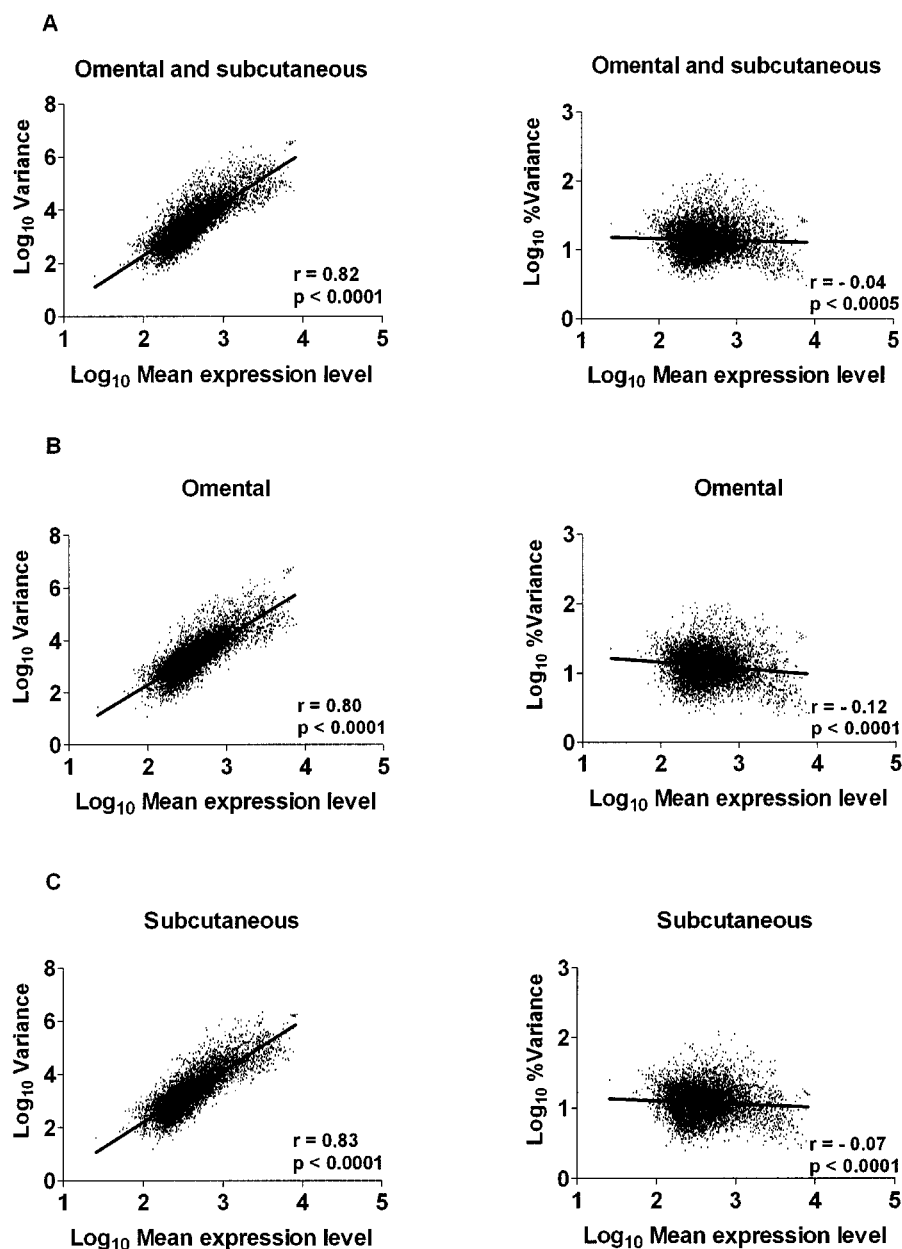 A
Omental and subcutaneous
Log10 Variance
8
6
4
2
0
r = 0.82
p < 0.0001
1 2 3 4 5
Log10 Mean expression level
Omental and subcutaneous
Log10 %Variance
3
2
1
0
r = - 0.04
p < 0.0005
1 2 3 4 5
Log10 Mean expression level
B
Omental
Log10 Variance
8
6
4
2
0
r = 0.80
p < 0.0001
1 2 3 4 5
Log10 Mean expression level
Omental
Log10 %Variance
3
2
1
0
r = - 0.12
p < 0.0001
1 2 3 4 5
Log10 Mean expression level
C
Subcutaneous
Log10 Variance
8
6
4
2
0
r = 0.83
p < 0.0001
1 2 3 4 5
Log10 Mean expression level
Subcutaneous
Log10 %Variance
3
2
1
0
r = - 0.07
p < 0.0001
1 2 3 4 5
Log10 Mean expression level